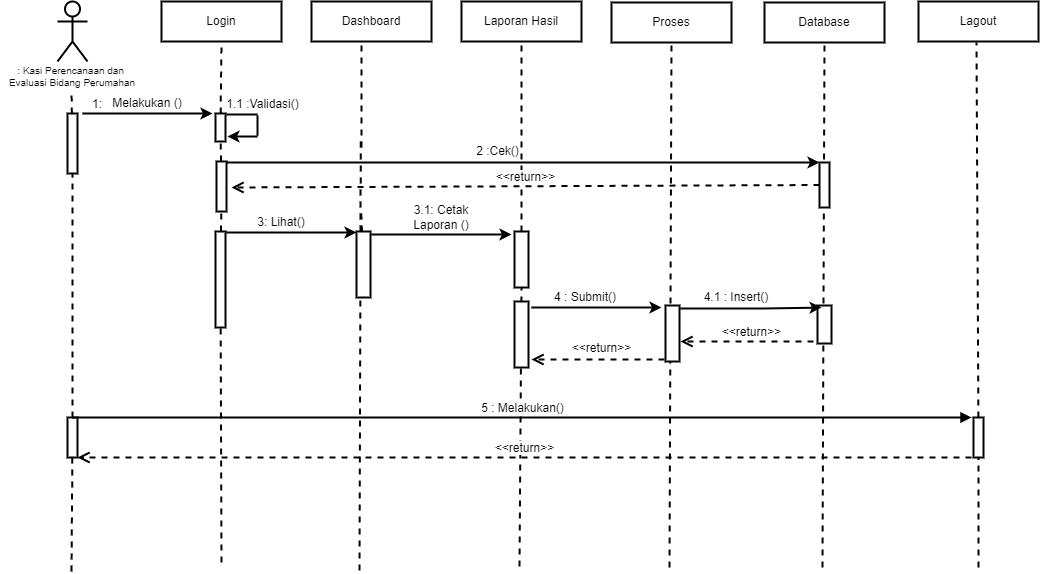 Login
Dashboard
Laporan Hasil
Proses
Database
Lagout
: Kasi Perencanaan dan
Evaluasi Bidang Perumahan
1: Melakukan ()
1.1 :Validasi()
2 :Cek()
<<return>>
3: Lihat()
3.1: Cetak
Laporan ()
4 : Submit()
4.1 : Insert()
<<return>>
<<return>>
5 : Melakukan()
<<return>>